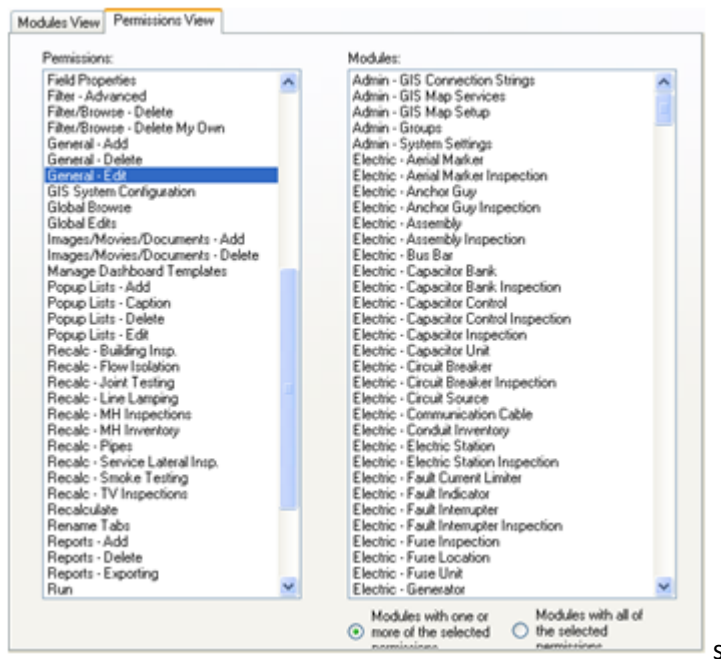 Modules View
Permissions View
Permissions:
Field Properties
Filter - Advanced
Filter/Browse - Delete
Filter/Browse - Delete My Own
General - Add
General - Delete
General - Edit
GIS System Configuration
Global Browse
Global Edits
Images/Movies/Documents - Add
Images/Movies/Documents - Delete
Manage Dashboard Templates
Popup Lists - Add
Popup Lists - Caption
Popup Lists - Delete
Popup Lists - Edit
Recalc - Building Insp.
Recalc - Flow Isolation
Recalc - Joint Testing
Recalc - Line Lamping
Recalc - MH Inspections
Recalc - MH Inventory
Recalc - Pipes
Recalc - Service Lateral Insp.
Recalc - Smoke Testing
Recalc - TV Inspections
Recalculate
Rename Tabs
Reports - Add
Reports - Delete
Reports - Exporting
Run
Modules:
Admin - GIS Connection Strings
Admin - GIS Map Services
Admin - GIS Map Setup
Admin - Groups
Admin - System Settings
Electric - Aerial Marker
Electric - Aerial Marker Inspection
Electric - Anchor Guy
Electric - Anchor Guy Inspection
Electric - Assembly
Electric - Assembly Inspection
Electric - Bus Bar
Electric - Capacitor Bank
Electric - Capacitor Bank Inspection
Electric - Capacitor Control
Electric - Capacitor Control Inspection
Electric - Capacitor Inspection
Electric - Capacitor Unit
Electric - Circuit Breaker
Electric - Circuit Breaker Inspection
Electric - Circuit Source
Electric - Communication Cable
Electric - Conduit Inventory
Electric - Electric Station
Electric - Electric Station Inspection
Electric - Fault Current Limiter
Electric - Fault Indicator
Electric - Fault Interrupter
Electric - Fault Interrupter Inspection
Electric - Fuse Inspection
Electric - Fuse Location
Electric - Fuse Unit
Electric - Generator
Modules with one or
more of the selected
permissions
Modules with all of
the selected
permissions
s